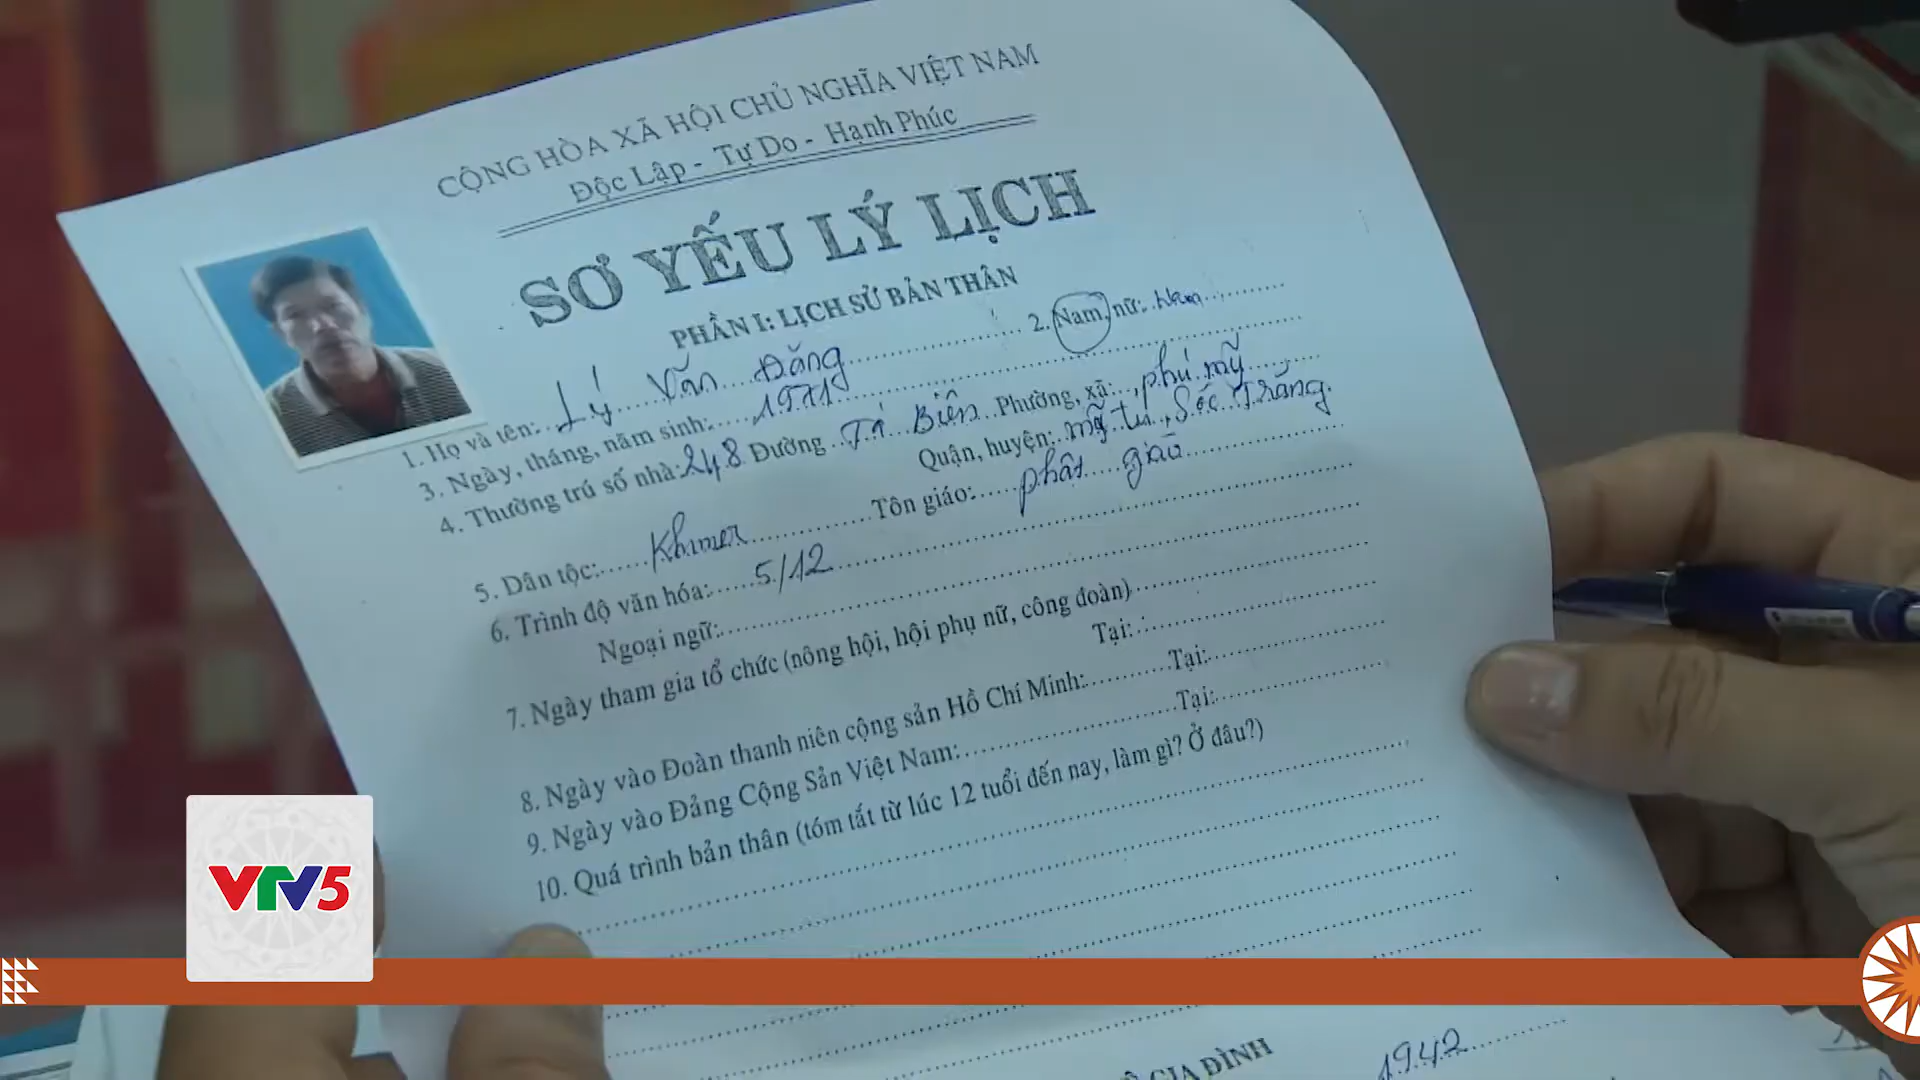 CỘNG HÒA XÃ HỘI CHỦ NGHĨA VIỆT NAM
Độc Lập - Tự Do - Hạnh Phúc
SƠ YẾU LÝ LỊCH
PHẦN I: LỊCH SỬ BẢN THÂN
1. Họ và tên: Lý Văn Đăng 2. Nam, nữ: Nam
3. Ngày, tháng, năm sinh: 1971
4. Thường trú số nhà: 248 Đường Tá Biên Phường, xã: phú mỹ
Quận, huyện: mỹ tú, Sóc Trăng.
5. Dân tộc: Khmer Tôn giáo: phật giáo
6. Trình độ văn hóa: 5/12
Ngoại ngữ:
7. Ngày tham gia tổ chức (nông hội, hội phụ nữ, công đoàn)
Tại:
8. Ngày vào Đoàn thanh niên cộng sản Hồ Chí Minh: Tại:
9. Ngày vào Đảng Cộng Sản Việt Nam: Tại:
10. Quá trình bản thân (tóm tắt từ lúc 12 tuổi đến nay, làm gì? Ở đâu?)
VTV5
GIA ĐÌNH
1942